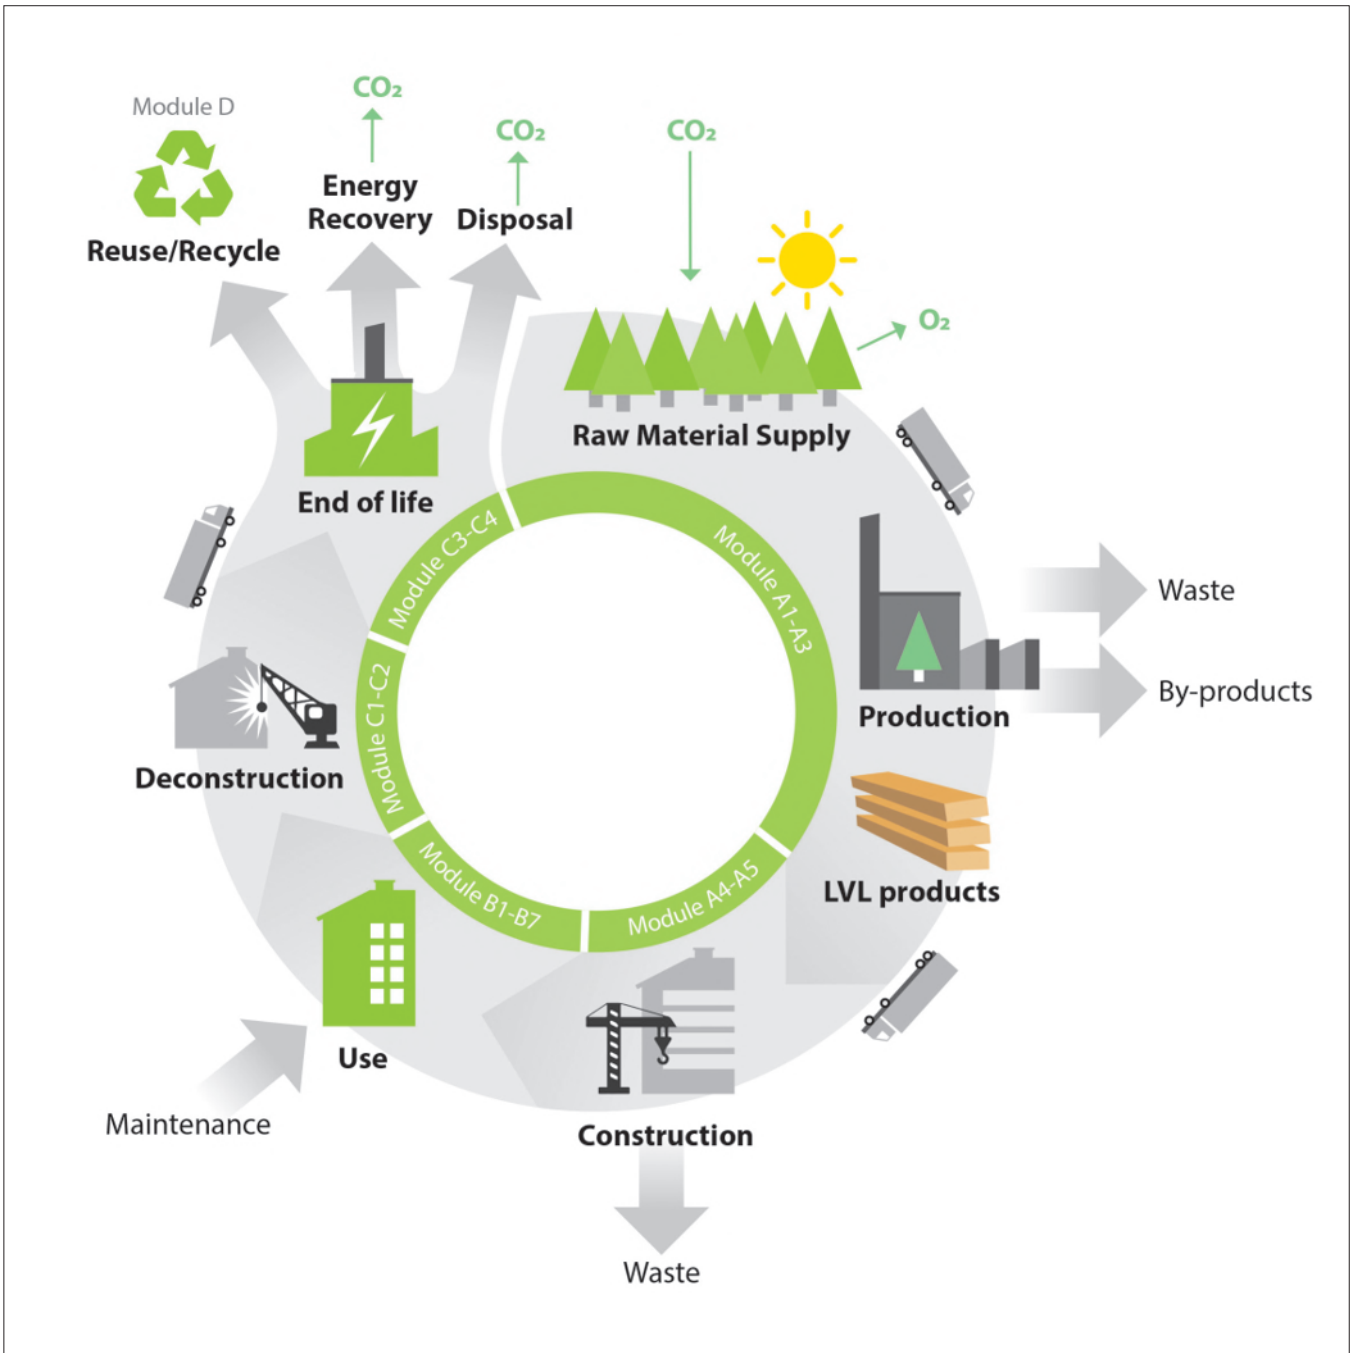 Module D
Reuse/Recycle
CO₂
Energy
Recovery
CO₂
Disposal
CO₂
O₂
Raw Material Supply
End of life
Module C3-C4
Module A1-A3
Waste
By-products
Production
Module C1-C2
Deconstruction
LVL products
Module B1-B7
Module A4-A5
Use
Maintenance
Construction
Waste